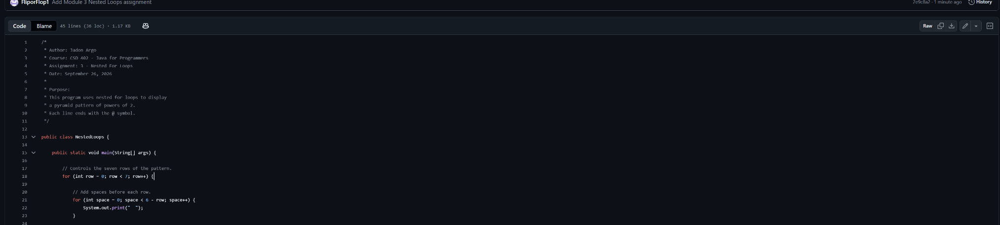 FliporFlop1 Add Module 3 Nested Loops assignment 2e9c8a2 · 1 minute ago History
Code Blame 45 lines (36 loc) · 1.17 KB Raw
1 /*
2 * Author: Jadon Argo
3 * Course: CSD 402 - Java for Programmers
4 * Assignment: 3 - Nested For Loops
5 * Date: September 26, 2026
6 *
7 * Purpose:
8 * This program uses nested for loops to display
9 * a pyramid pattern of powers of 2.
10 * Each line ends with the @ symbol.
11 */
12
13 public class NestedLoops {
14
15 public static void main(String[] args) {
16
17 // Controls the seven rows of the pattern.
18 for (int row = 0; row < 7; row++) {
19
20 // Add spaces before each row.
21 for (int space = 0; space < 6 - row; space++) {
22 System.out.print("  ");
23 }
24